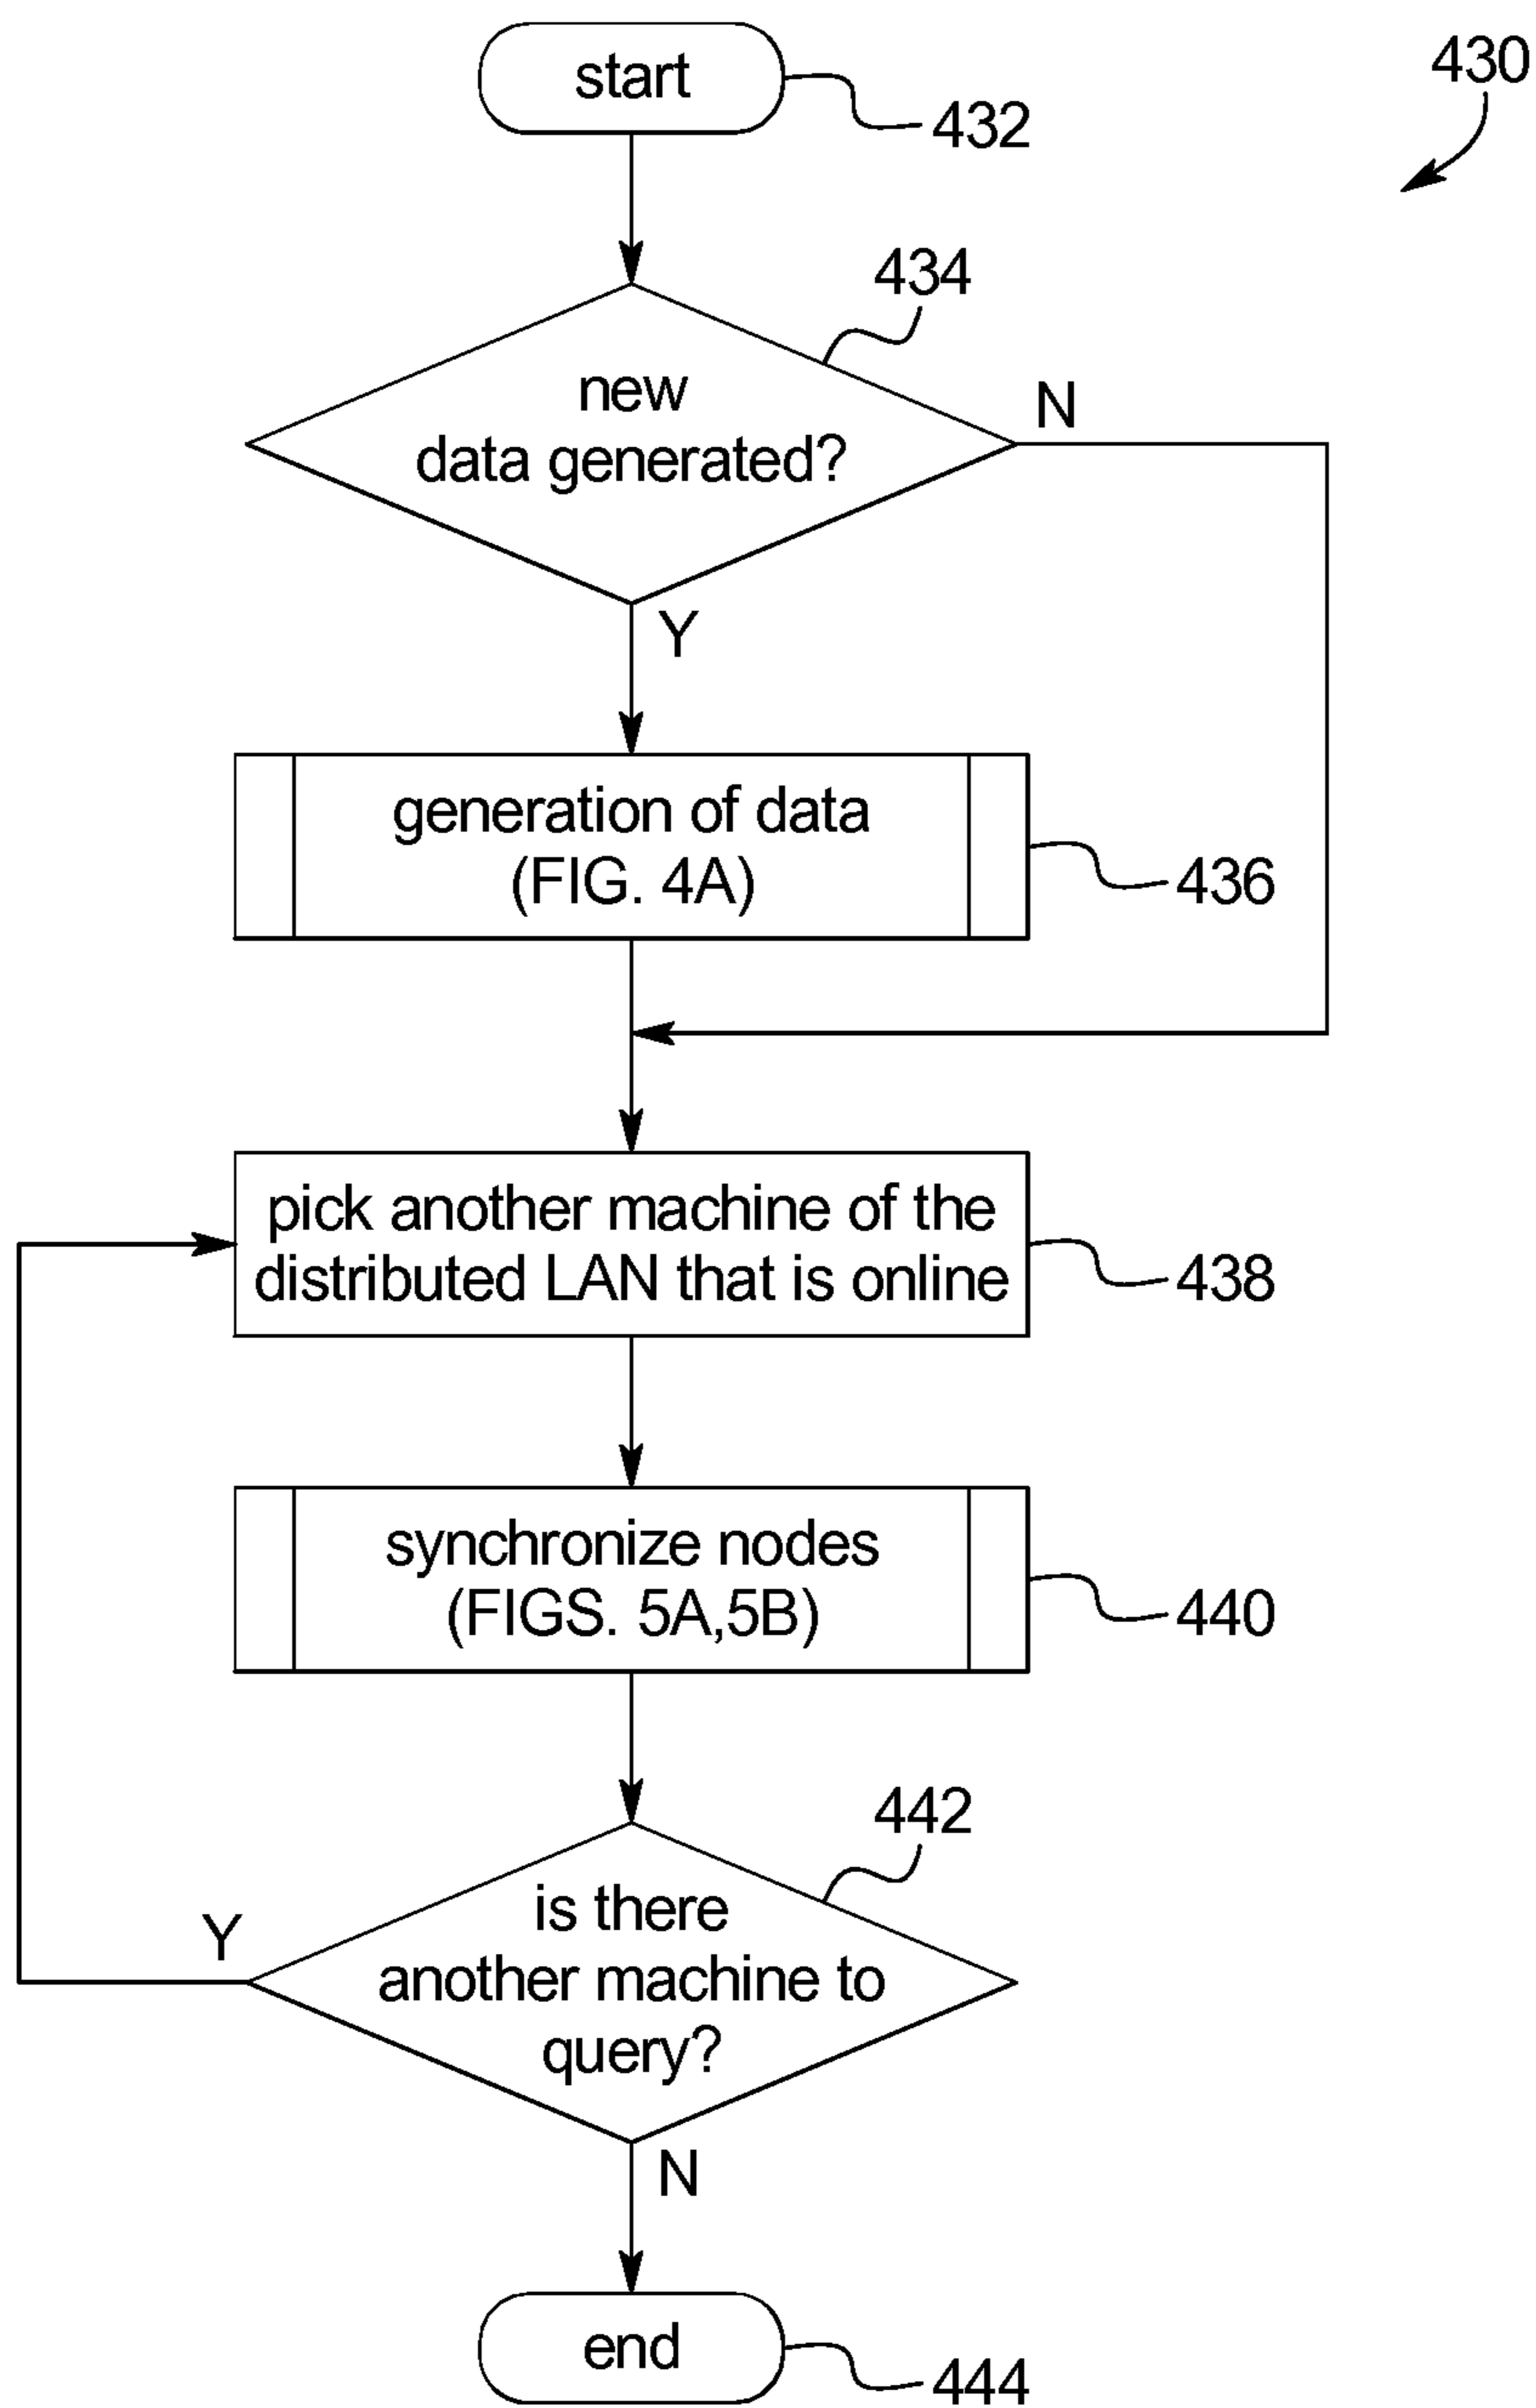 430
start
432
434
new
data generated?
N
Y
generation of data
(FIG. 4A)
436
pick another machine of the
distributed LAN that is online
438
synchronize nodes
(FIGS. 5A,5B)
440
442
is there
another machine to
query?
Y
N
end
444